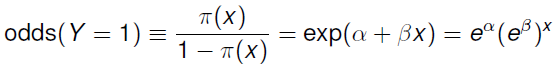 odds(Y = 1) ≡ π(x) / (1 − π(x)) = exp(α + βx) = e^α (e^β)^x